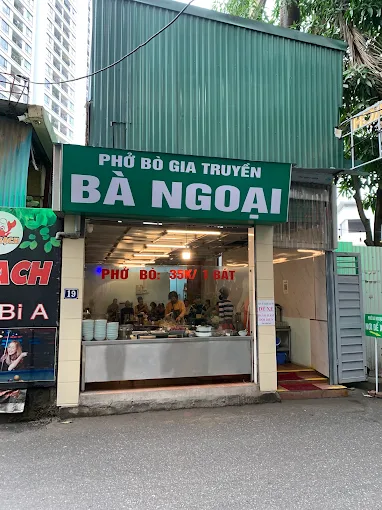 PHỞ BÒ GIA TRUYỀN
BÀ NGOẠI
PHỞ BÒ: 35K/ 1 BÁT
19
ACH
Bi A